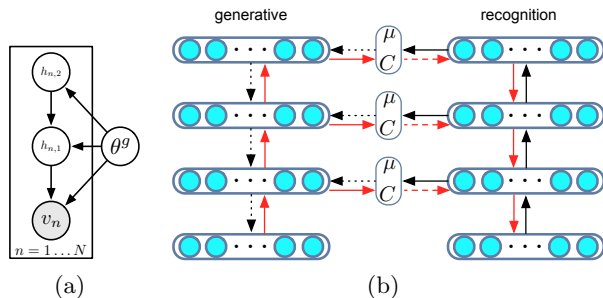 generative
recognition
h_{n,2}
h_{n,1}
θ^g
v_n
n = 1 … N
μ
C
μ
C
μ
C
(a)
(b)